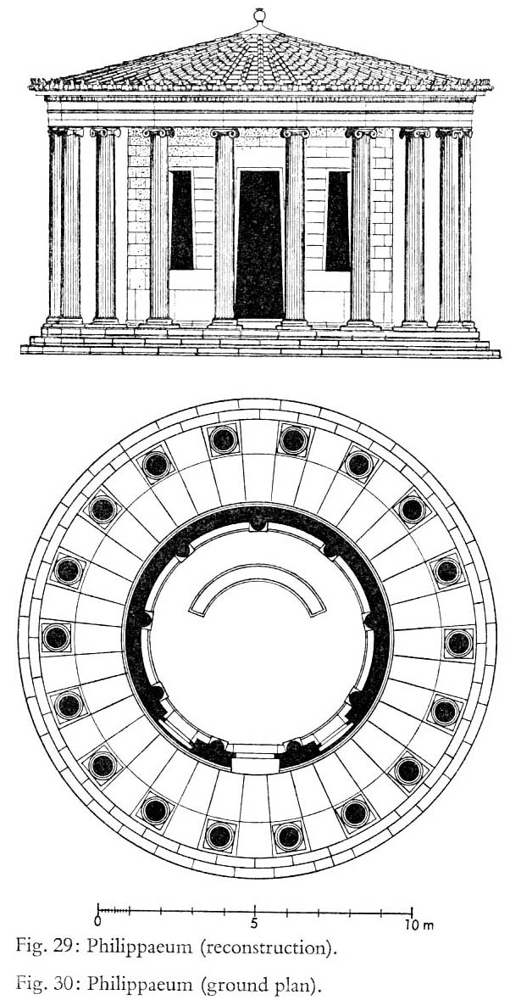 0 5 10 m
Fig. 29: Philippaeum (reconstruction).
Fig. 30: Philippaeum (ground plan).